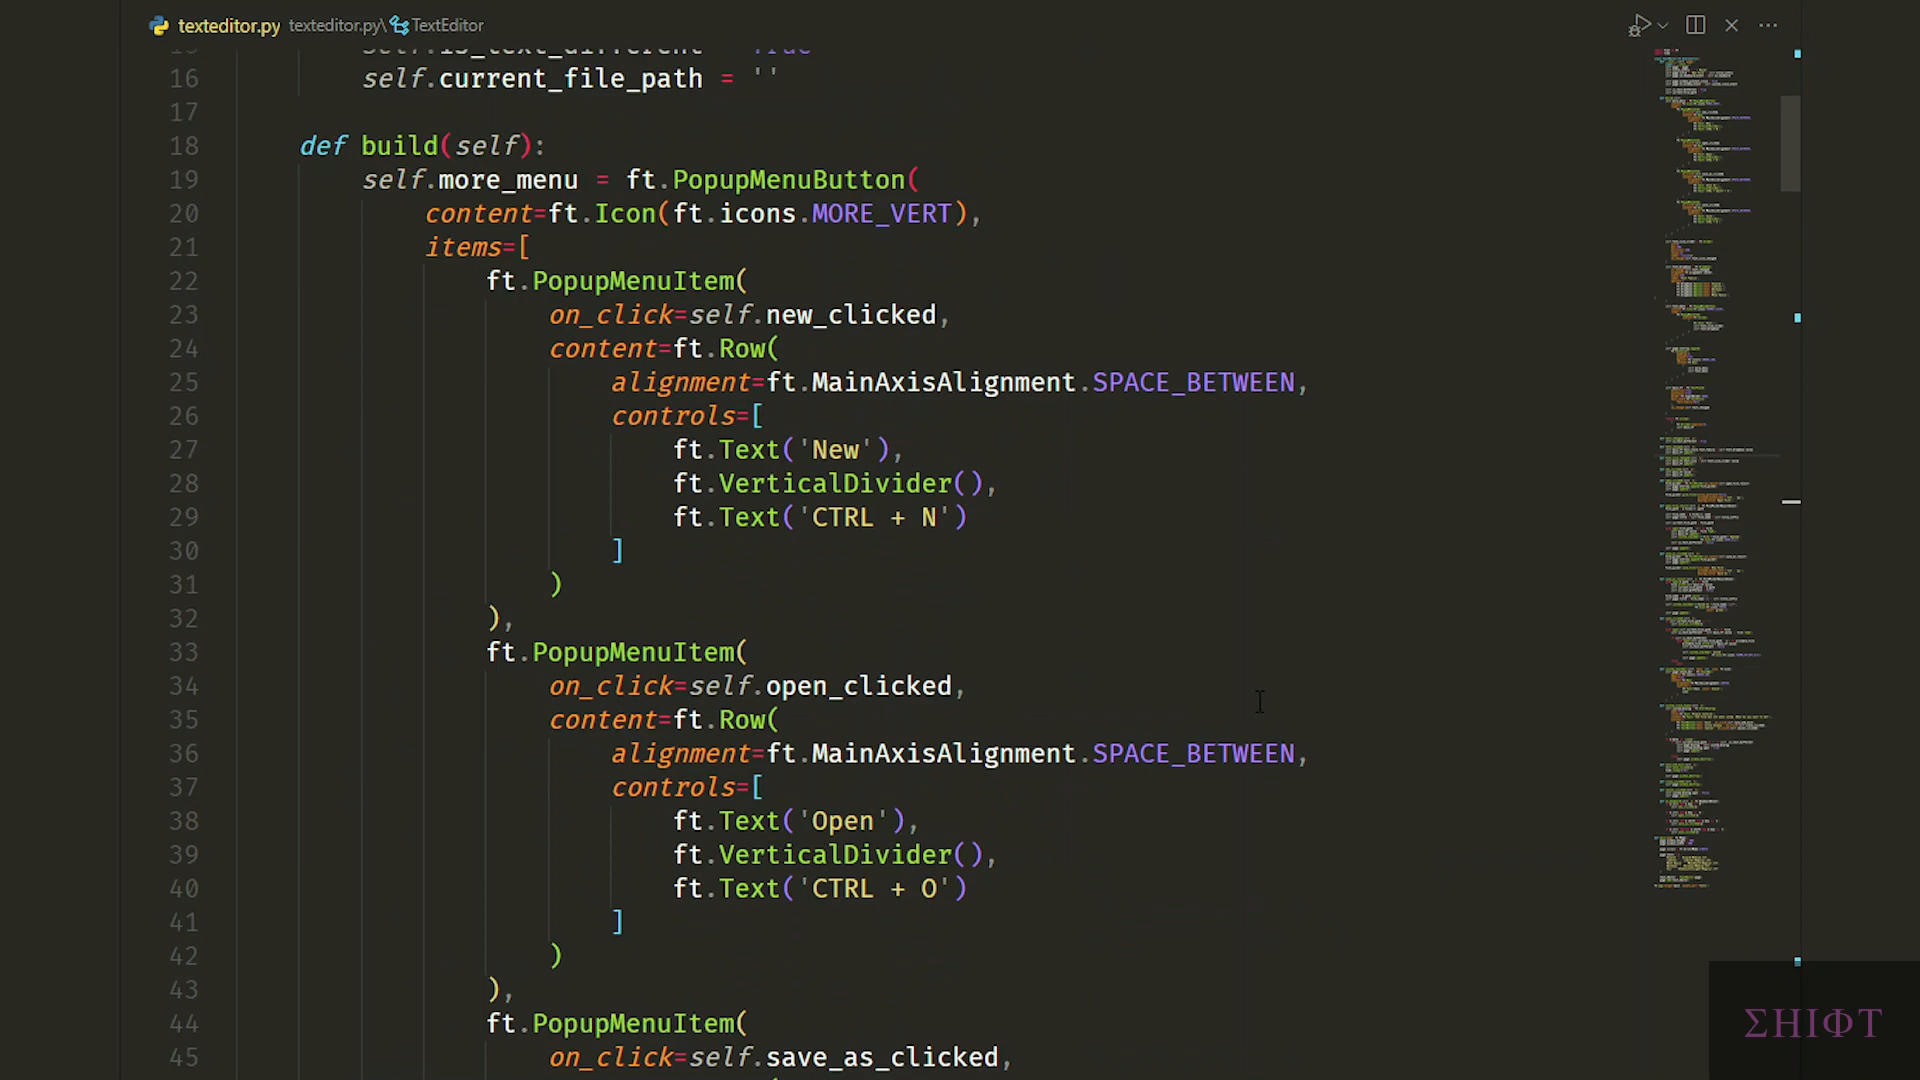 texteditor.py texteditor.py\TextEditor
15 self.is_text_different = True
16 self.current_file_path = ''
17
18 def build(self):
19 self.more_menu = ft.PopupMenuButton(
20 content=ft.Icon(ft.icons.MORE_VERT),
21 items=[
22 ft.PopupMenuItem(
23 on_click=self.new_clicked,
24 content=ft.Row(
25 alignment=ft.MainAxisAlignment.SPACE_BETWEEN,
26 controls=[
27 ft.Text('New'),
28 ft.VerticalDivider(),
29 ft.Text('CTRL + N')
30 ]
31 )
32 ),
33 ft.PopupMenuItem(
34 on_click=self.open_clicked,
35 content=ft.Row(
36 alignment=ft.MainAxisAlignment.SPACE_BETWEEN,
37 controls=[
38 ft.Text('Open'),
39 ft.VerticalDivider(),
40 ft.Text('CTRL + O')
41 ]
42 )
43 ),
44 ft.PopupMenuItem(
45 on_click=self.save_as_clicked,
ΣHIΦT